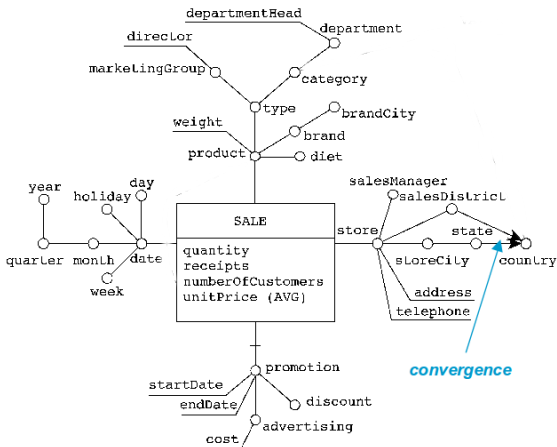 departmentHead
department
director
marketingGroup
category
type
brandCity
weight
brand
product
diet
year
day
holiday
salesManager
salesDistrict
SALE
store
state
quarter
month
date
storeCity
country
quantity
receipts
numberOfCustomers
unitPrice (AVG)
week
address
telephone
convergence
promotion
startDate
endDate
discount
advertising
cost